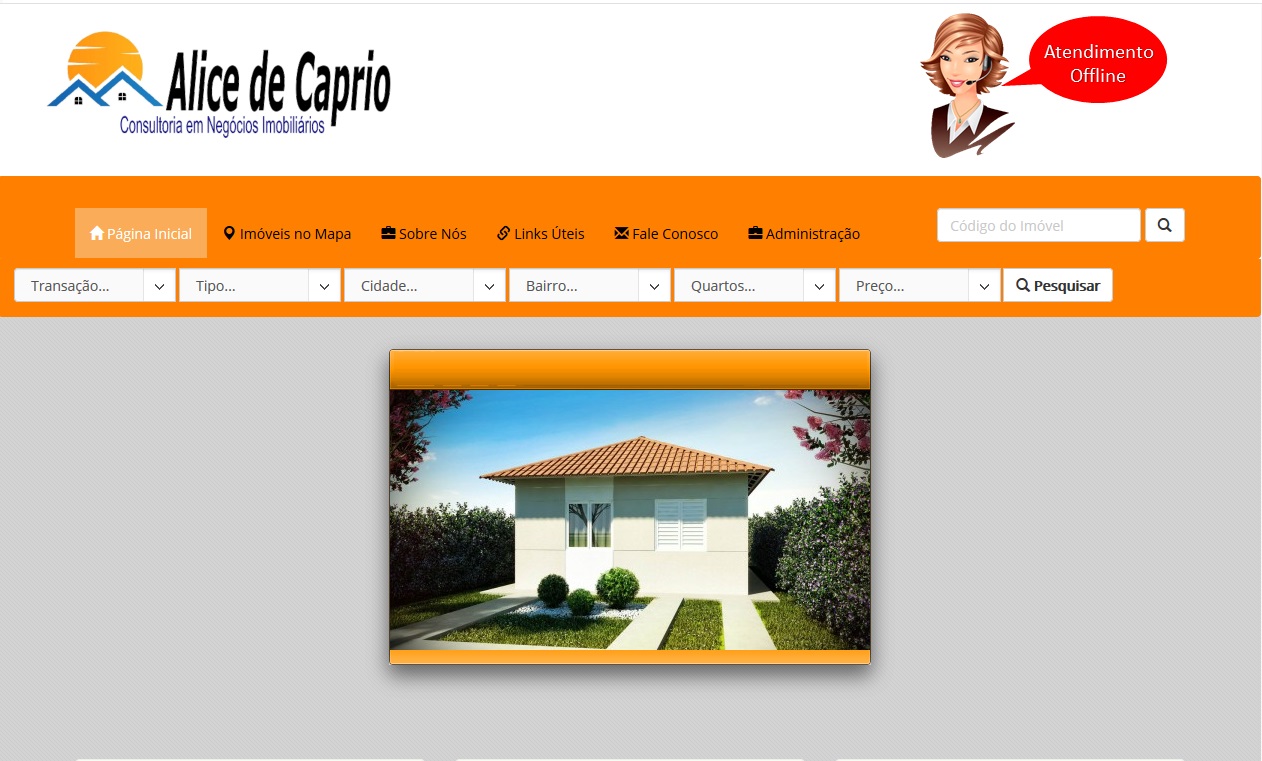 Alice de Caprio
Consultoria em Negócios Imobiliários
Atendimento
Offline
Página Inicial
Imóveis no Mapa
Sobre Nós
Links Úteis
Fale Conosco
Administração
Código do Imóvel
Transação...
Tipo...
Cidade...
Bairro...
Quartos...
Preço...
Pesquisar